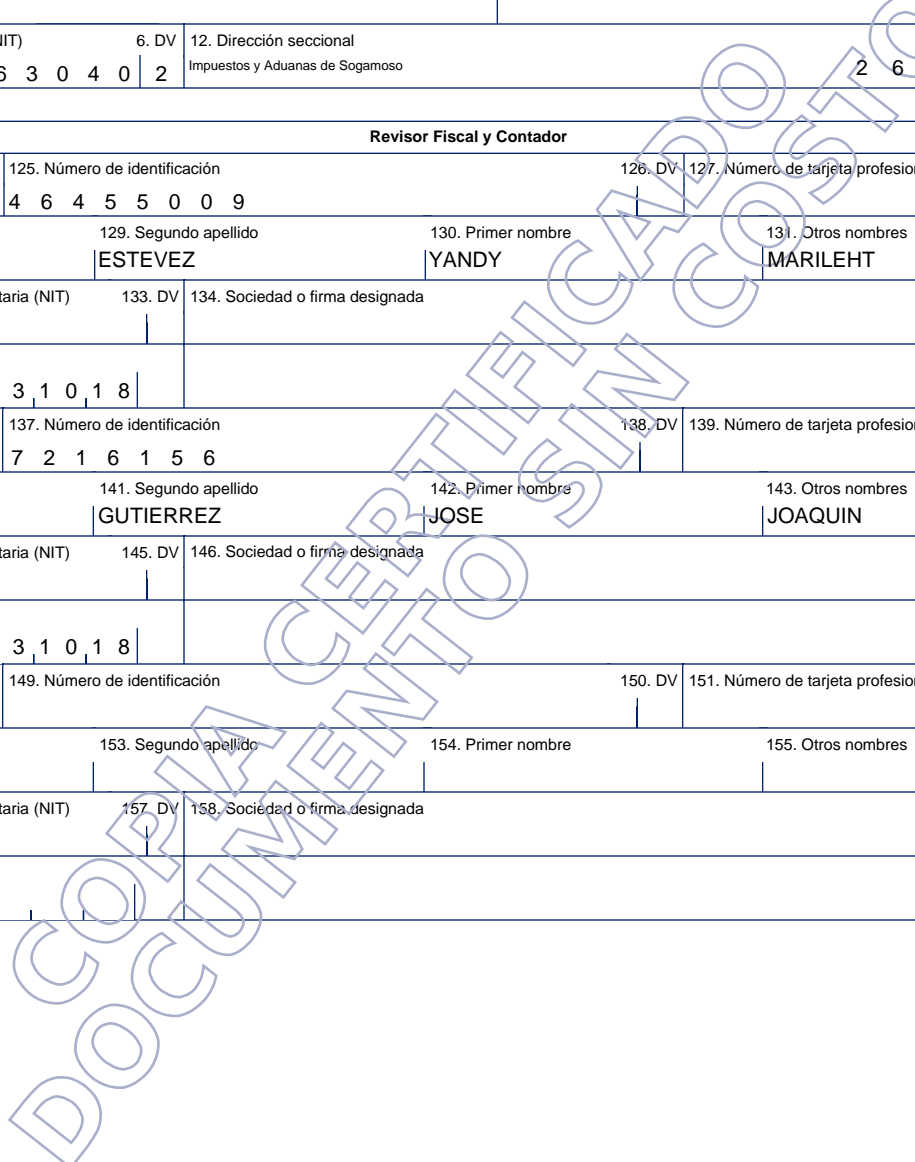 NIT) 6. DV 12. Dirección seccional
6 3 0 4 0 2 Impuestos y Aduanas de Sogamoso 2 6
Revisor Fiscal y Contador
125. Número de identificación 126. DV 127. Número de tarjeta profesion
4 6 4 5 5 0 0 9
129. Segundo apellido 130. Primer nombre 131. Otros nombres
ESTEVEZ YANDY MARILEHT
taria (NIT) 133. DV 134. Sociedad o firma designada
3 1 0 1 8
137. Número de identificación 138. DV 139. Número de tarjeta profesion
7 2 1 6 1 5 6
141. Segundo apellido 142. Primer nombre 143. Otros nombres
GUTIERREZ JOSE JOAQUIN
taria (NIT) 145. DV 146. Sociedad o firma designada
3 1 0 1 8
149. Número de identificación 150. DV 151. Número de tarjeta profesion
153. Segundo apellido 154. Primer nombre 155. Otros nombres
taria (NIT) 157. DV 158. Sociedad o firma designada
COPIA CERTIFICADO
DOCUMENTO SIN COSTO